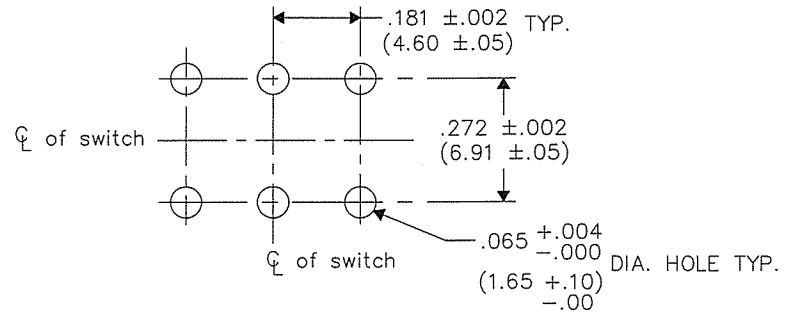 .181 ±.002 TYP.
(4.60 ±.05)
℄ of switch
.272 ±.002
(6.91 ±.05)
.065 +.004
-.000
DIA. HOLE TYP.
(1.65 +.10)
-.00
℄ of switch